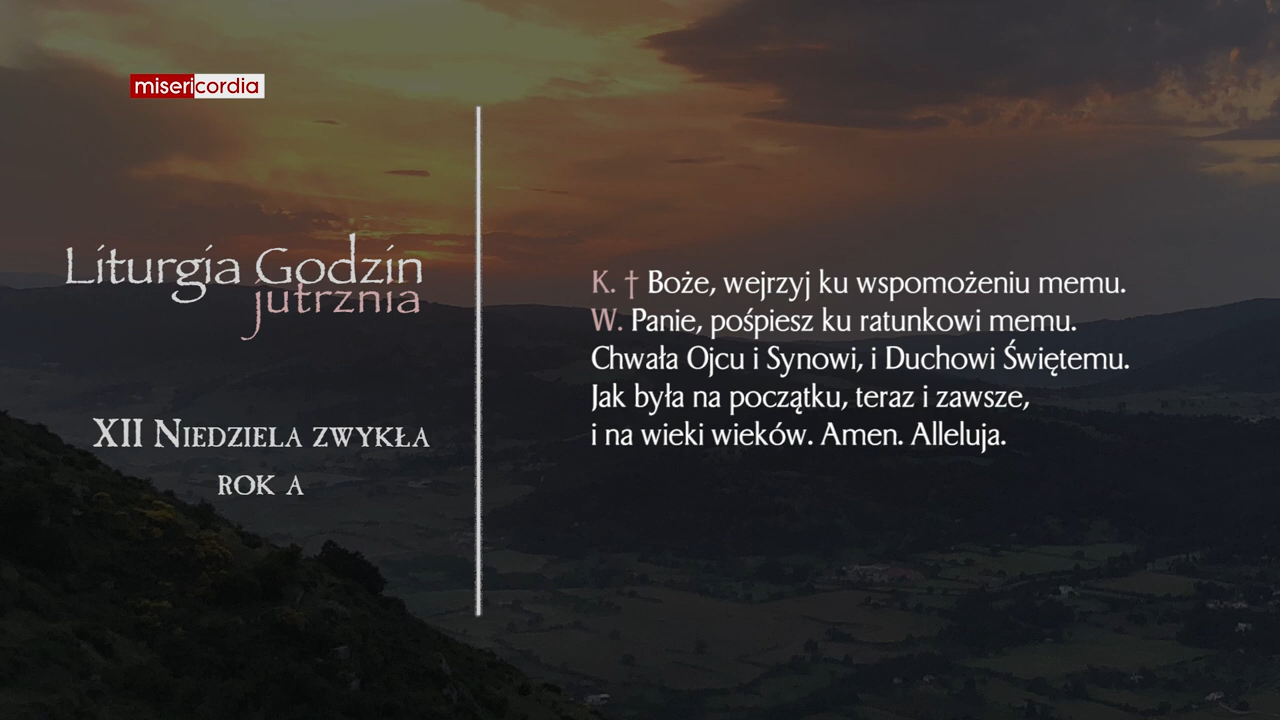 misericordia
Liturgia Godzin
jutrznia
XII Niedziela zwykła
rok A
K. † Boże, wejrzyj ku wspomożeniu memu.
W. Panie, pośpiesz ku ratunkowi memu.
Chwała Ojcu i Synowi, i Duchowi Świętemu.
Jak była na początku, teraz i zawsze,
i na wieki wieków. Amen. Alleluja.